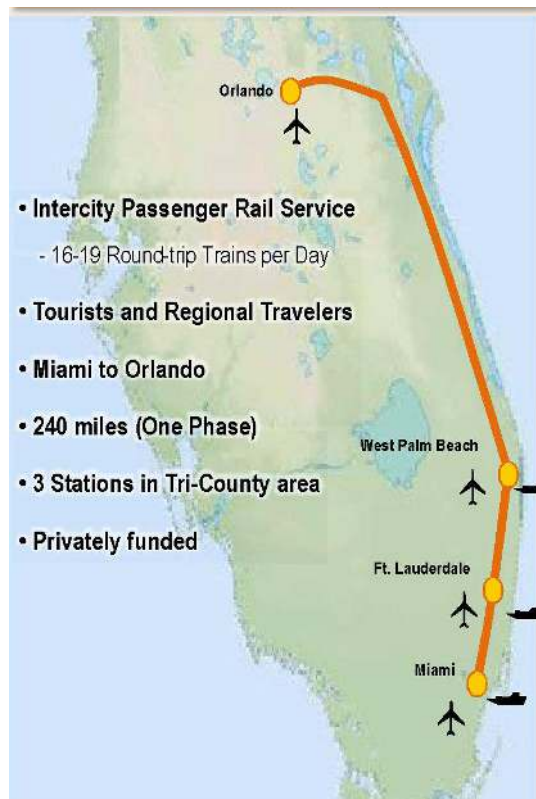 Orlando
• Intercity Passenger Rail Service
- 16-19 Round-trip Trains per Day
• Tourists and Regional Travelers
• Miami to Orlando
• 240 miles (One Phase)
West Palm Beach
• 3 Stations in Tri-County area
• Privately funded
Ft. Lauderdale
Miami